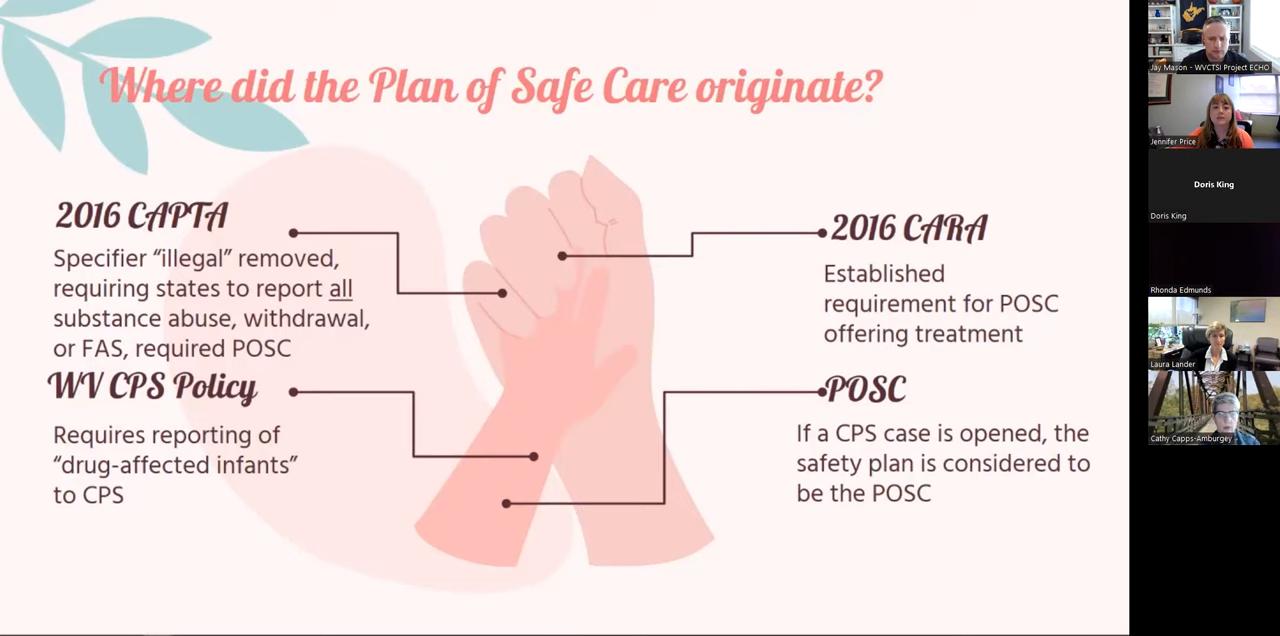 Where did the Plan of Safe Care originate?
2016 CAPTA
Specifier “illegal” removed,
requiring states to report all
substance abuse, withdrawal,
or FAS, required POSC
WV CPS Policy
Requires reporting of
“drug-affected infants”
to CPS
2016 CARA
Established
requirement for POSC
offering treatment
POSC
If a CPS case is opened, the
safety plan is considered to
be the POSC
Jay Mason - WVCTSI Project ECHO
Jennifer Price
Doris King
Doris King
Rhonda Edmunds
Laura Lander
Cathy Capps-Amburgey